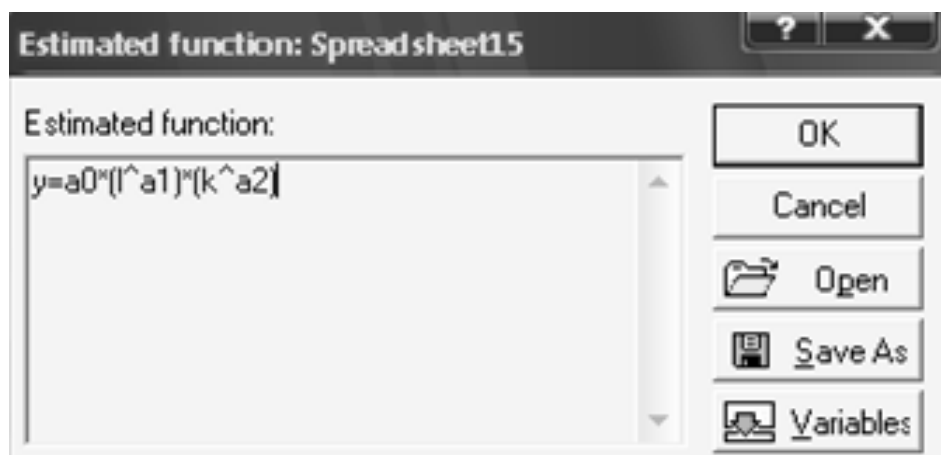 Estimated function: Spreadsheet15
? X
Estimated function:
y=a0*(l^a1)*(k^a2)
OK
Cancel
Open
Save As
Variables